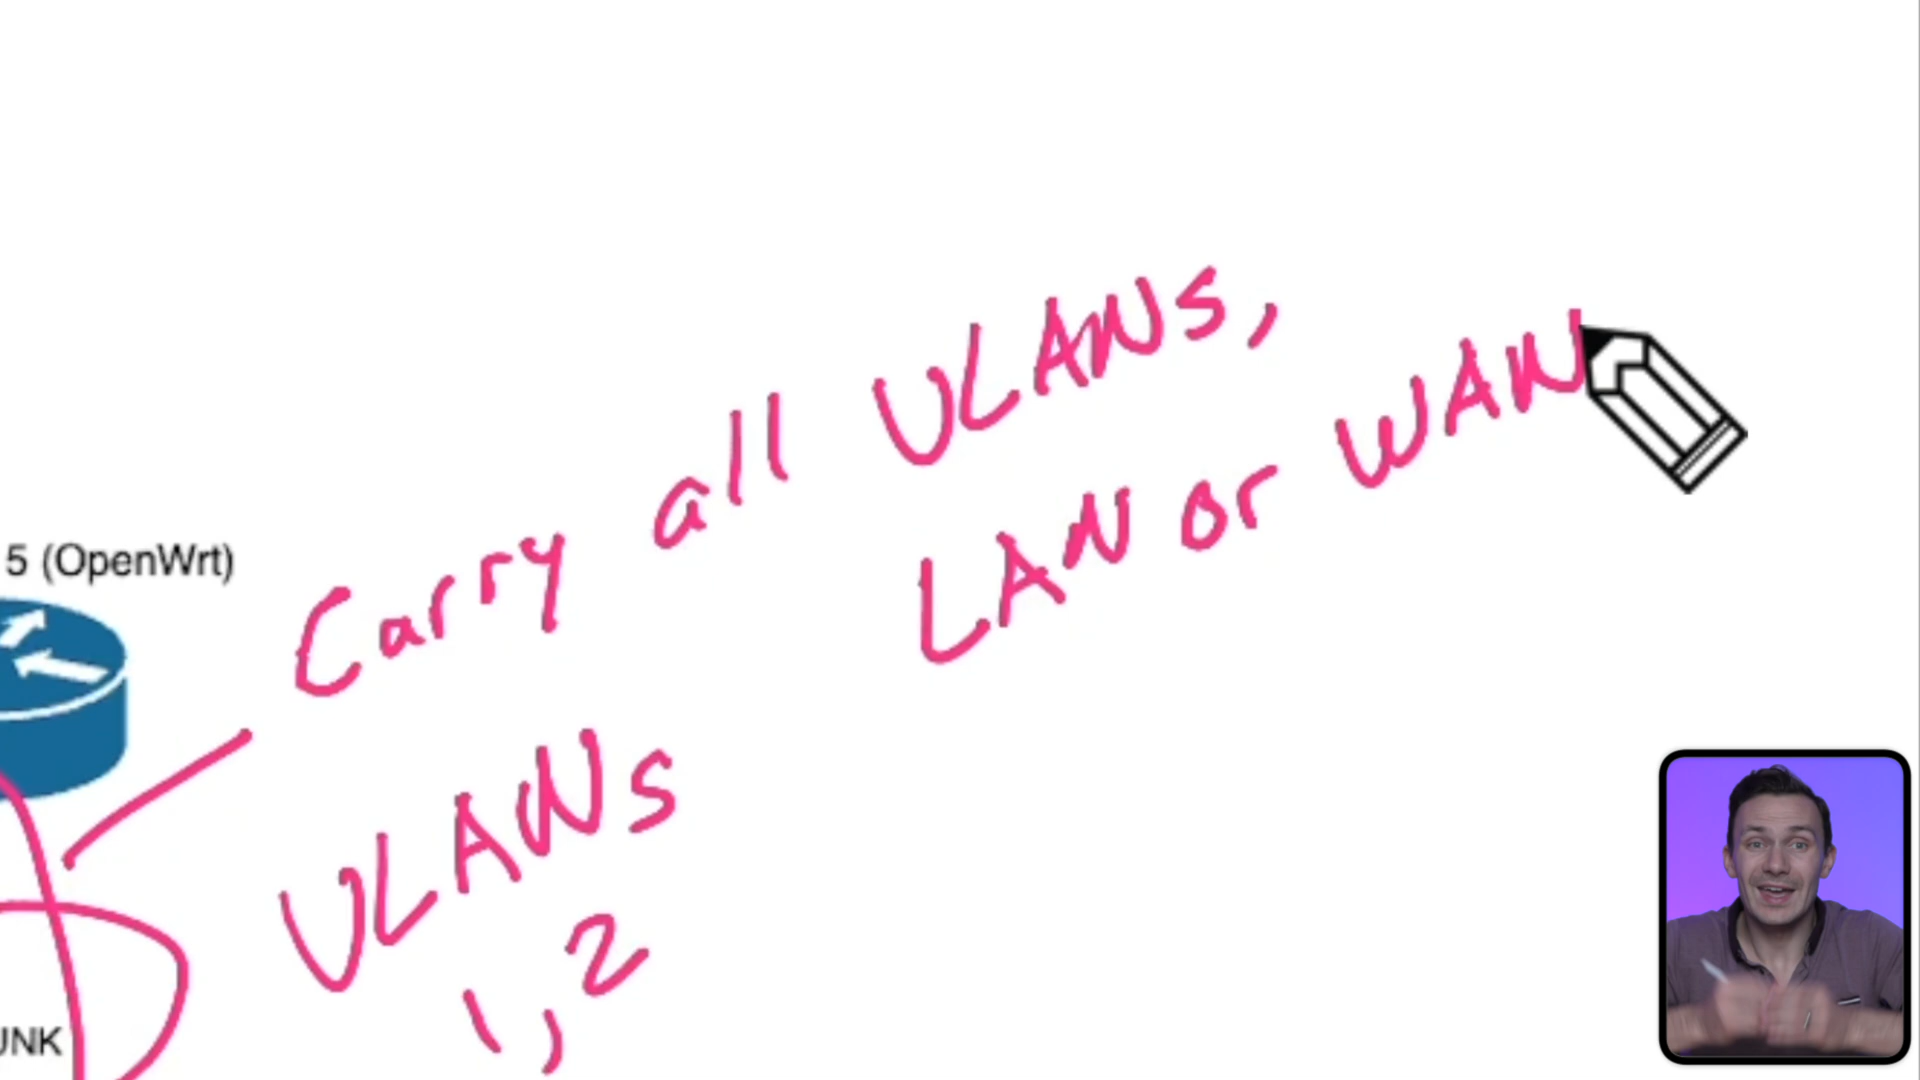 Carry all VLANs,
LAN or WAN
5 (OpenWrt)
VLANs
1, 2
UNK